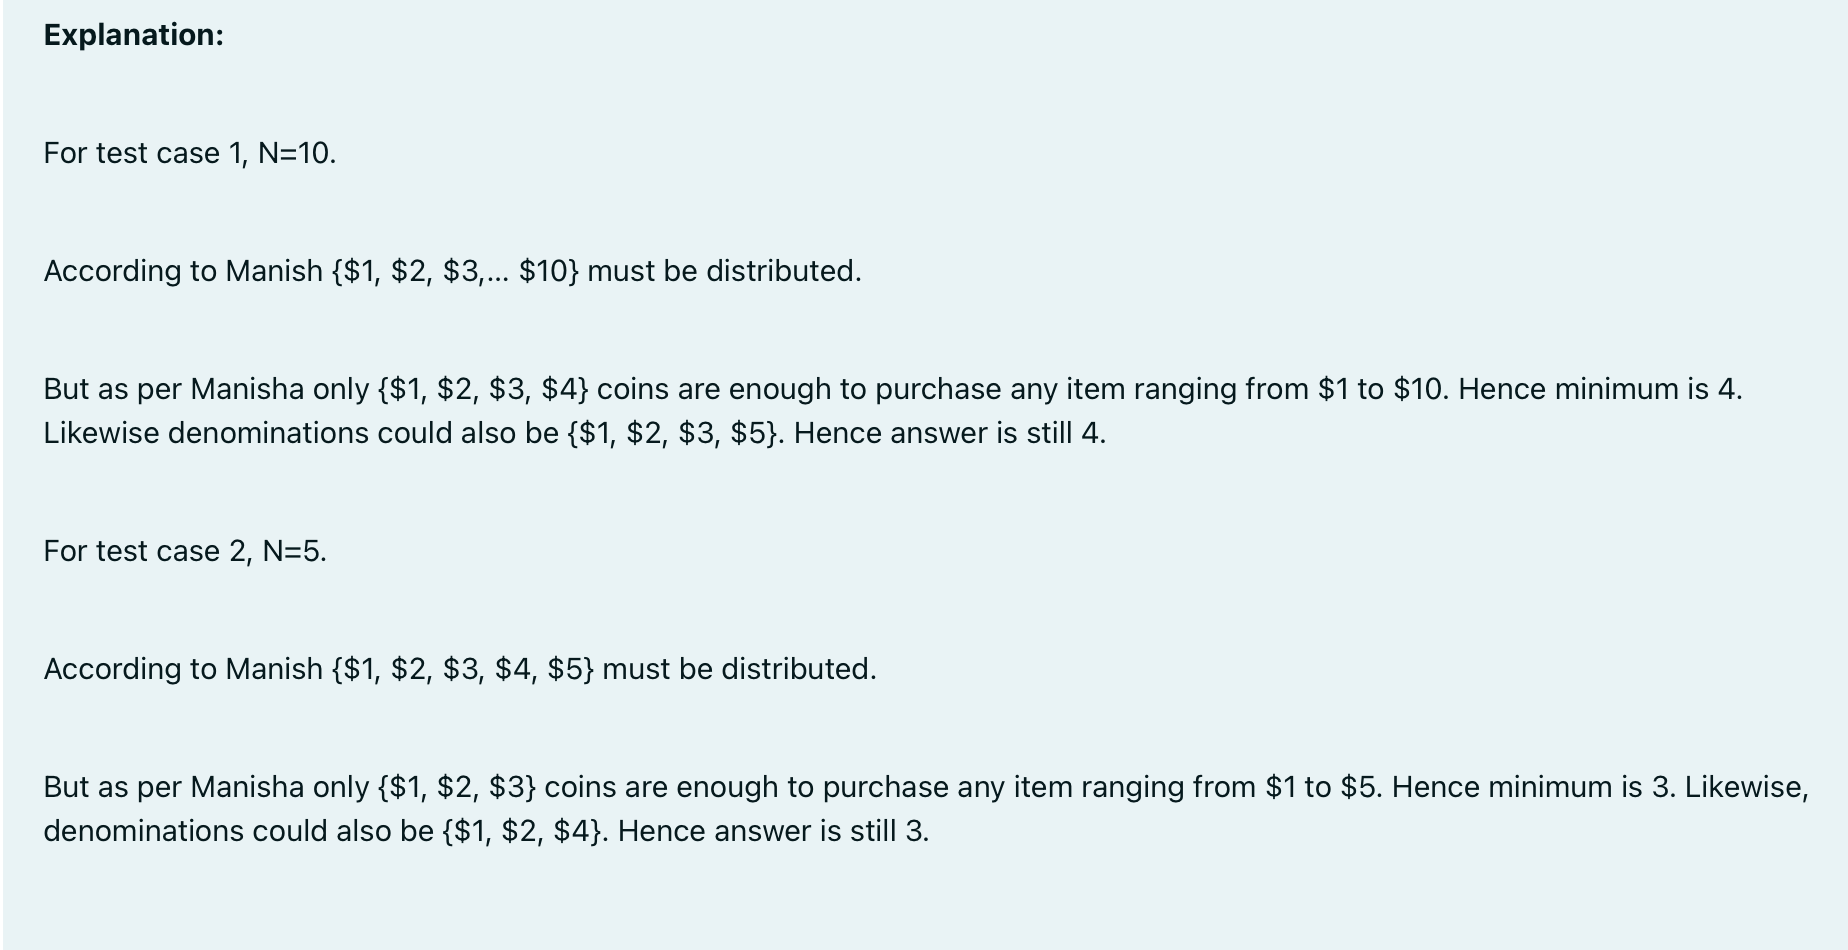 Explanation:
For test case 1, N=10.
According to Manish {$1, $2, $3,... $10} must be distributed.
But as per Manisha only {$1, $2, $3, $4} coins are enough to purchase any item ranging from $1 to $10. Hence minimum is 4.
Likewise denominations could also be {$1, $2, $3, $5}. Hence answer is still 4.
For test case 2, N=5.
According to Manish {$1, $2, $3, $4, $5} must be distributed.
But as per Manisha only {$1, $2, $3} coins are enough to purchase any item ranging from $1 to $5. Hence minimum is 3. Likewise,
denominations could also be {$1, $2, $4}. Hence answer is still 3.